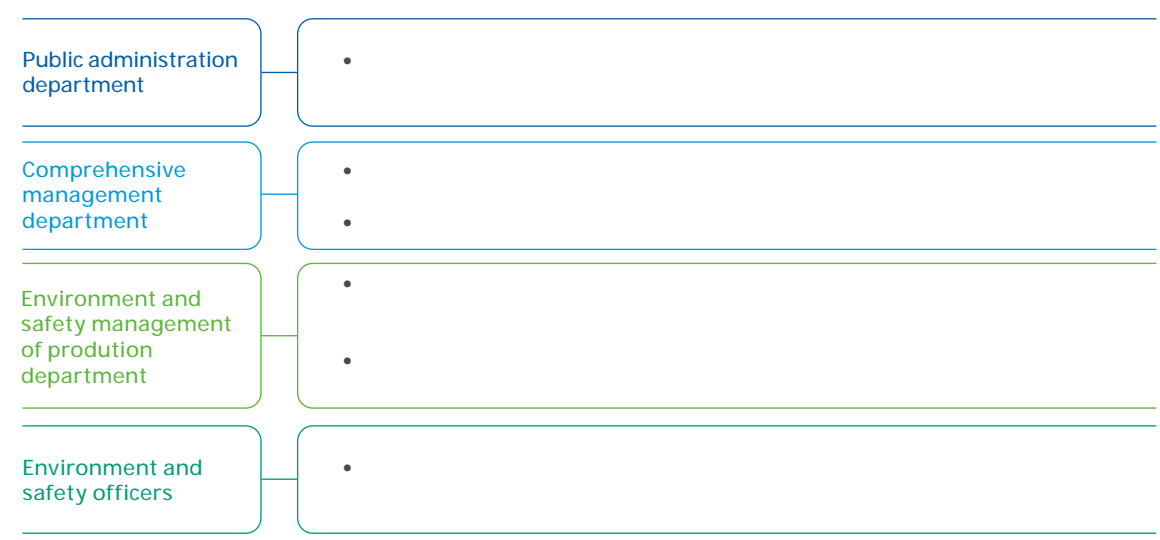 Public administration
department
Comprehensive
management
department
Environment and
safety management
of prodution
department
Environment and
safety officers